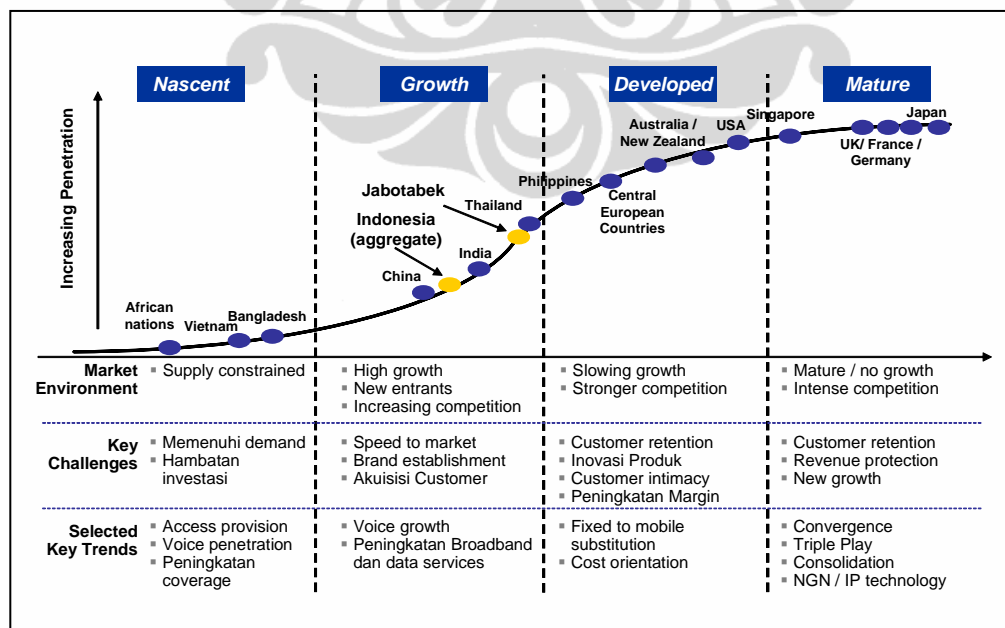 Nascent
Growth
Developed
Mature
Increasing Penetration
African
nations
Vietnam
Bangladesh
China
Indonesia
(aggregate)
Jabotabek
India
Thailand
Philippines
Central
European
Countries
Australia /
New Zealand
USA
Singapore
UK/ France /
Germany
Japan
Market
Environment
▪ Supply constrained
▪ High growth
▪ New entrants
▪ Increasing competition
▪ Slowing growth
▪ Stronger competition
▪ Mature / no growth
▪ Intense competition
Key
Challenges
▪ Memenuhi demand
▪ Hambatan
investasi
▪ Speed to market
▪ Brand establishment
▪ Akuisisi Customer
▪ Customer retention
▪ Inovasi Produk
▪ Customer intimacy
▪ Peningkatan Margin
▪ Customer retention
▪ Revenue protection
▪ New growth
Selected
Key Trends
▪ Access provision
▪ Voice penetration
▪ Peningkatan
coverage
▪ Voice growth
▪ Peningkatan Broadband
dan data services
▪ Fixed to mobile
substitution
▪ Cost orientation
▪ Convergence
▪ Triple Play
▪ Consolidation
▪ NGN / IP technology